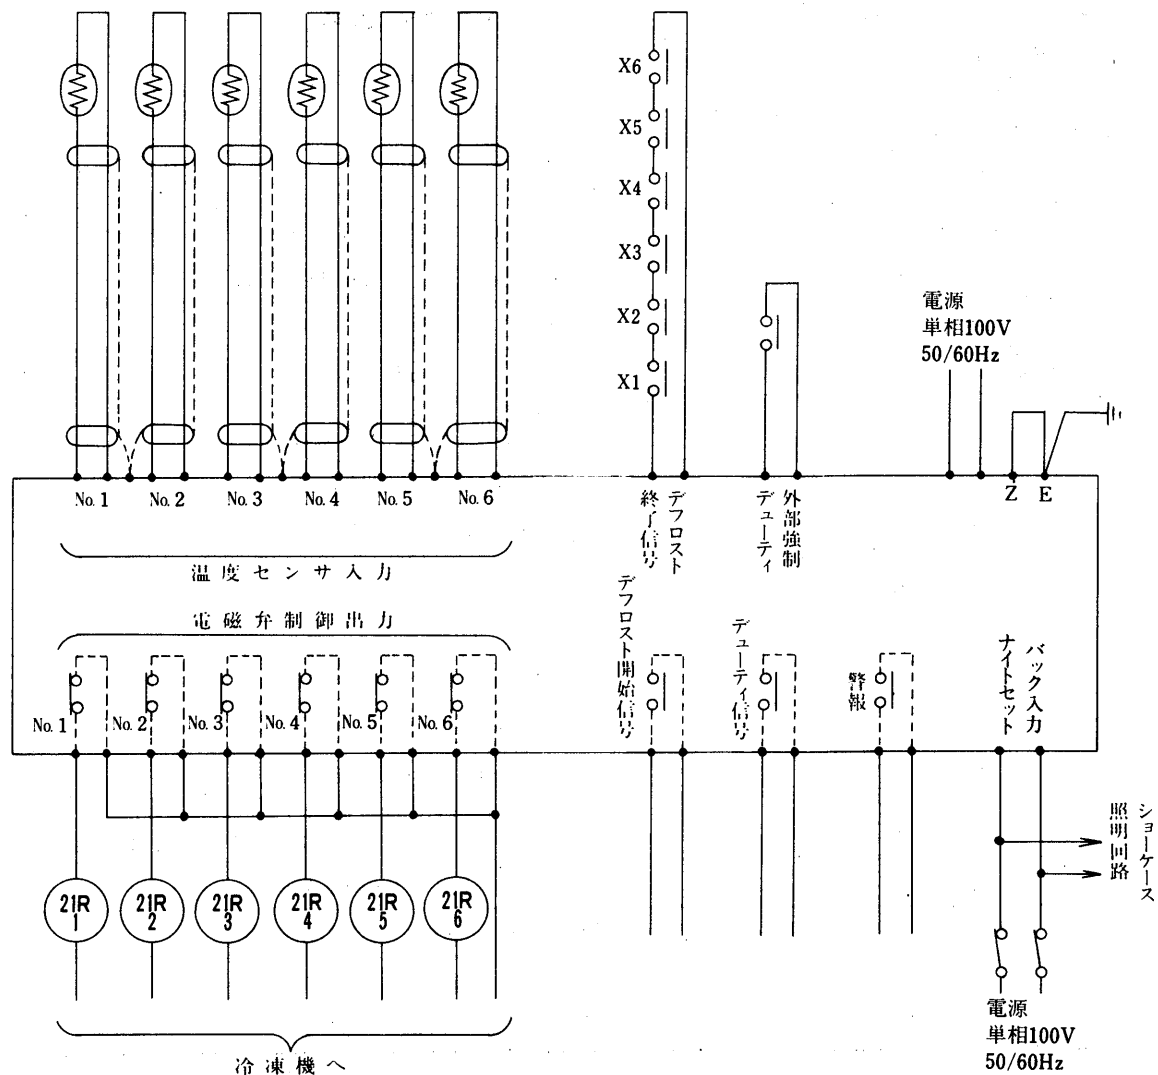 X6
X5
X4
X3
X2
X1
電源
単相100V
50/60Hz
No. 1
No. 2
No. 3
No. 4
No. 5
No. 6
デフロスト
終了信号
外部強制
デューティ
Z
E
温度センサ入力
電磁弁制御出力
No. 1
No. 2
No. 3
No. 4
No. 5
No. 6
デフロスト開始信号
デューティ信号
警報
バック入力
ナイトセット
ショーケース
照明回路
21R
1
21R
2
21R
3
21R
4
21R
5
21R
6
冷凍機へ
電源
単相100V
50/60Hz